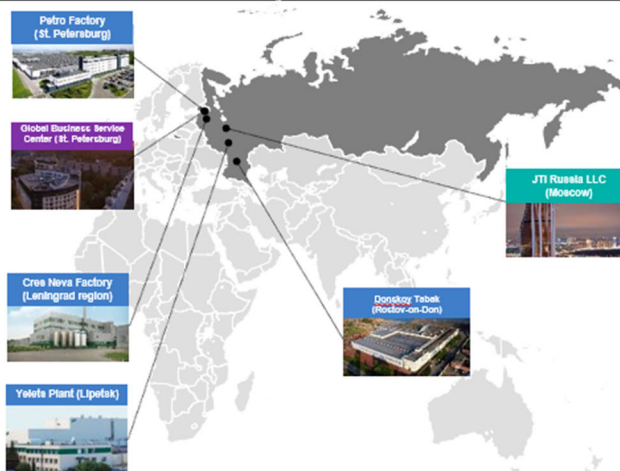 Petro Factory
(St. Petersburg)
Global Business Service
Center (St. Petersburg)
JTI Russia LLC
(Moscow)
Cres Neva Factory
(Leningrad region)
Donskoy Tabak
(Rostov-on-Don)
Yelets Plant (Lipetsk)